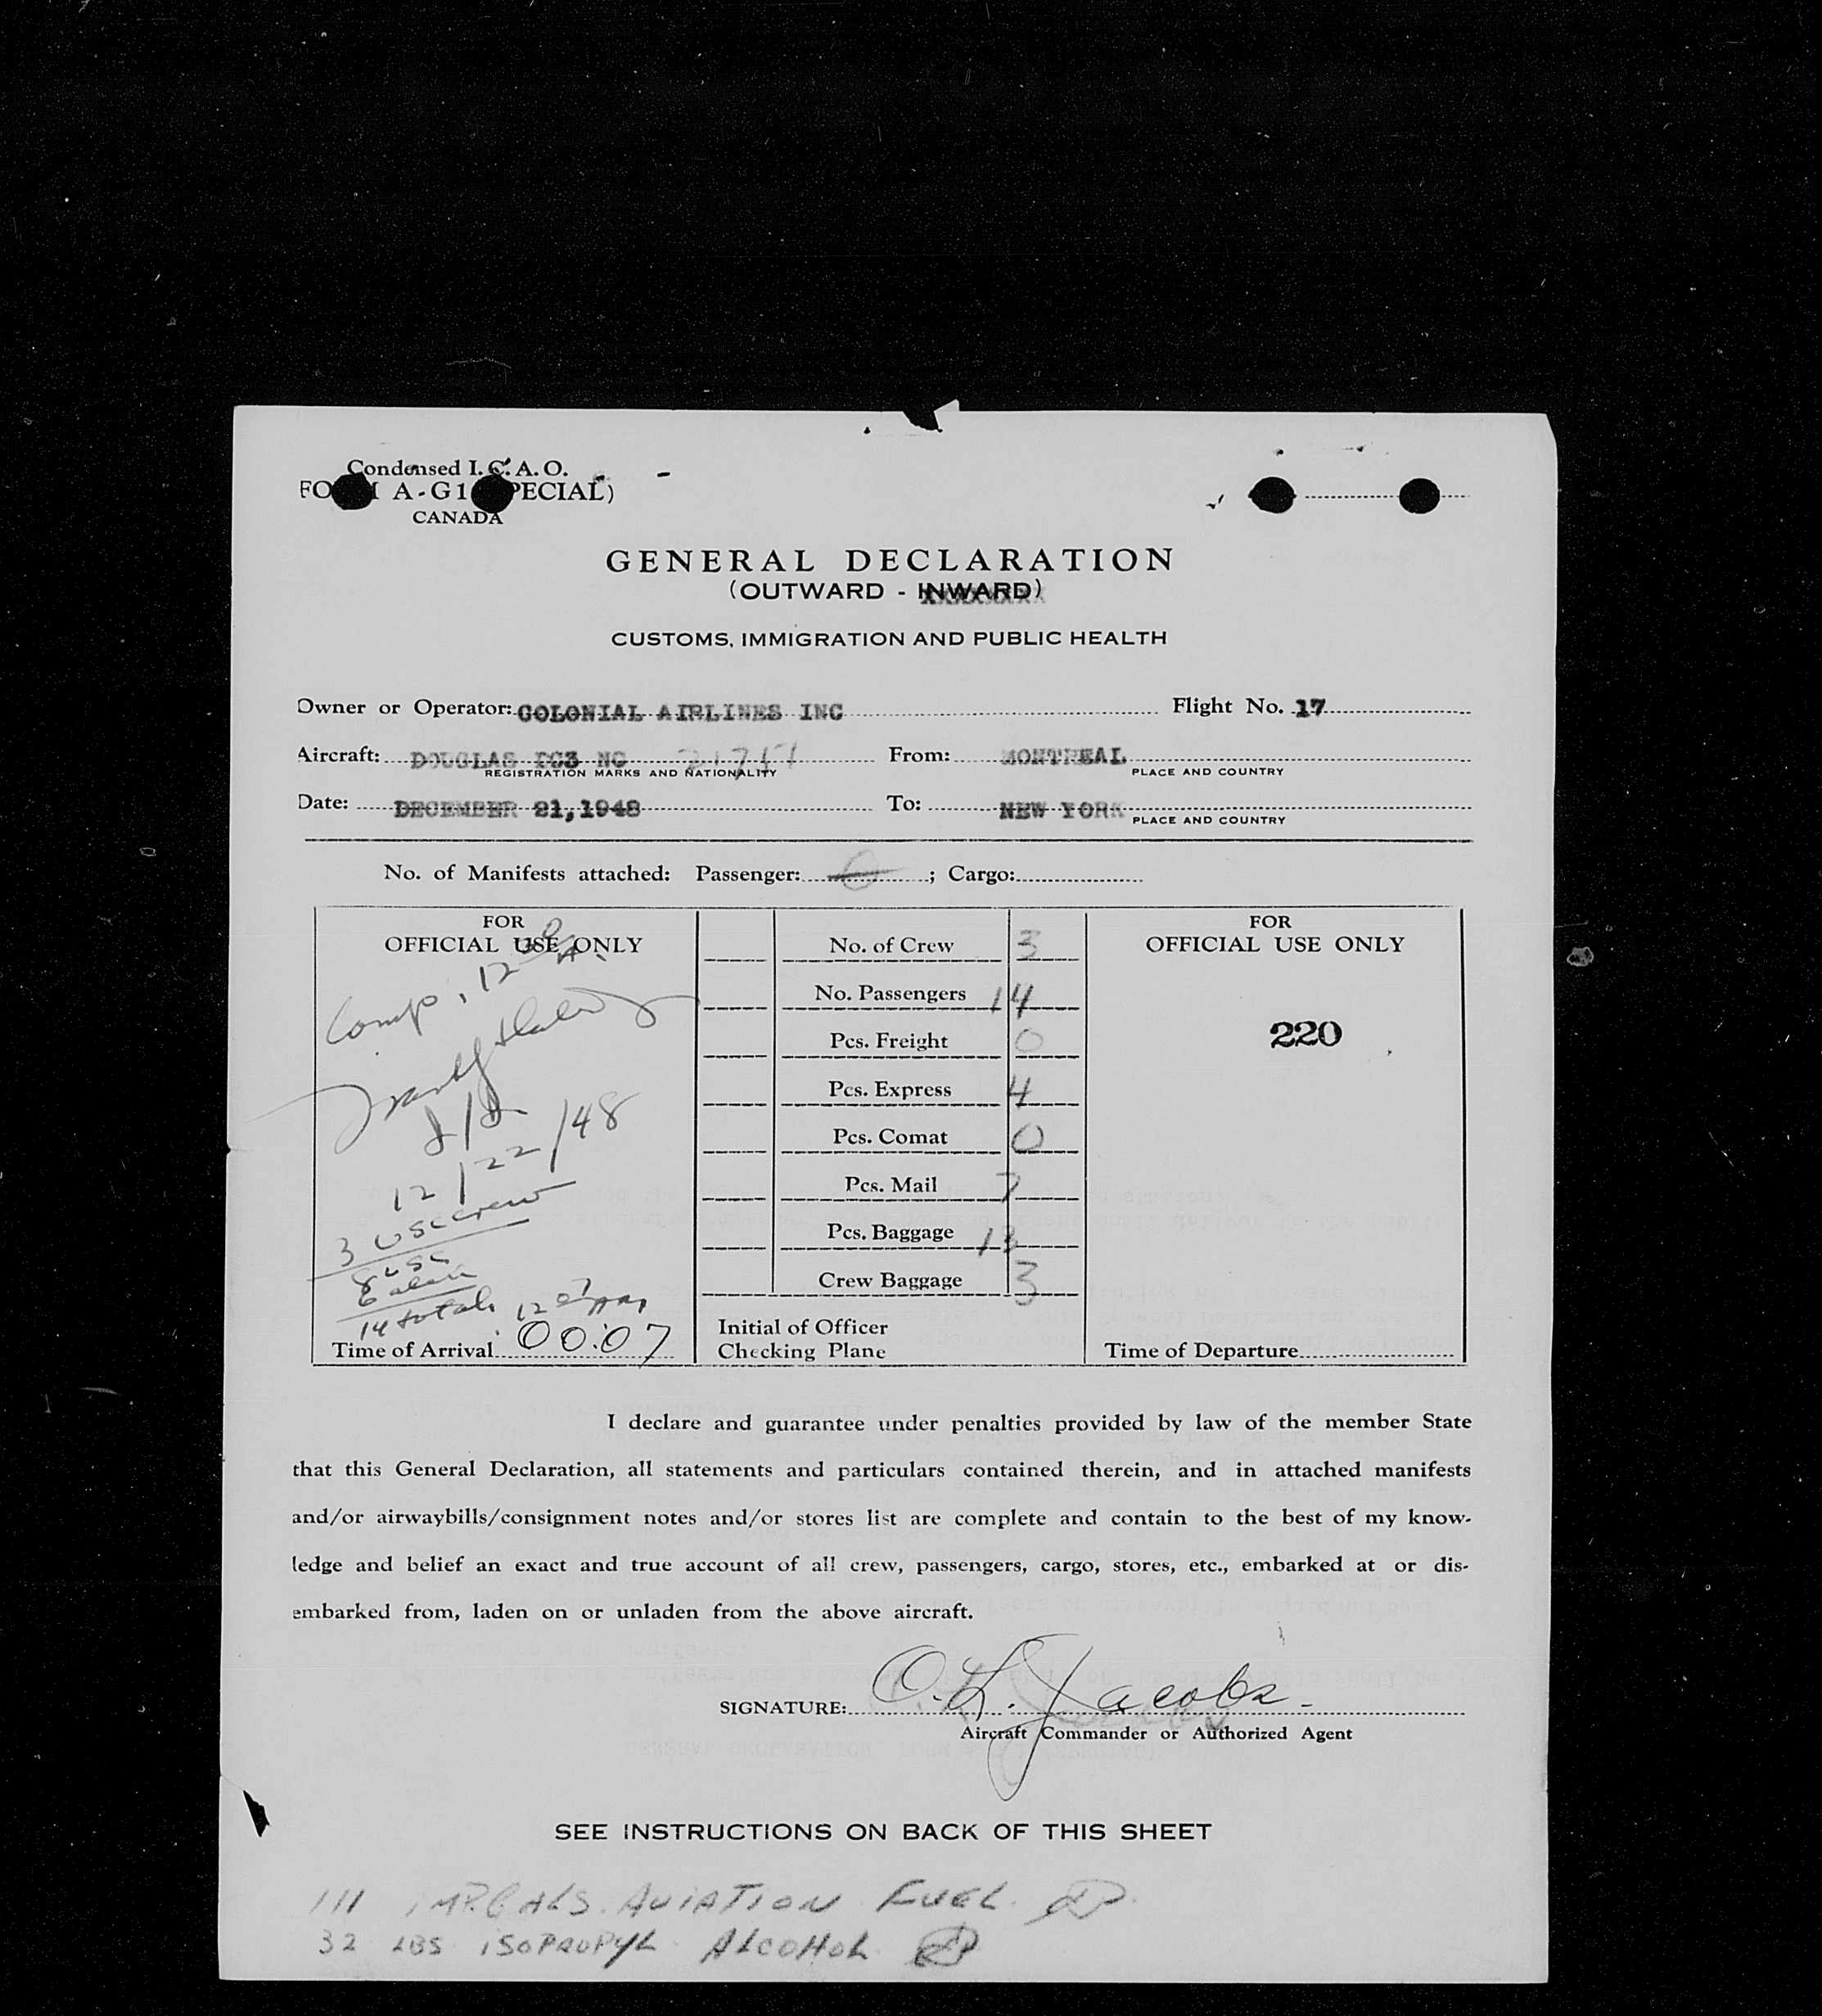 Condensed I. C. A. O.
A-G1
CANADA
GENERAL DECLARATION
(OUTWARD - INWARD)
CUSTOMS, IMMIGRATION AND PUBLIC HEALTH
Owner or Operator: COLONIAL AIRLINES INC Flight No. 17
Aircraft: DOUGLAS DC3 NC From: MONTREAL
REGISTRATION MARKS AND NATIONALITY PLACE AND COUNTRY
Date: DECEMBER 21,1948 To: NEW YORK
PLACE AND COUNTRY
No. of Manifests attached: Passenger: ; Cargo:
FOR
OFFICIAL USE ONLY
Comp, 12
12/22/48
3 usc crew
8 usc
6 alien
14 total
12 07 AM
Time of Arrival 00:07
No. of Crew 3
No. Passengers 14
Pcs. Freight 0
Pcs. Express 4
Pcs. Comat 0
Pcs. Mail 7
Pcs. Baggage 13
Crew Baggage 3
Initial of Officer
Checking Plane
FOR
OFFICIAL USE ONLY
220
Time of Departure
I declare and guarantee under penalties provided by law of the member State
that this General Declaration, all statements and particulars contained therein, and in attached manifests
and/or airwaybills/consignment notes and/or stores list are complete and contain to the best of my know-
ledge and belief an exact and true account of all crew, passengers, cargo, stores, etc., embarked at or dis-
embarked from, laden on or unladen from the above aircraft.
SIGNATURE: O. L. Jacobs
Aircraft Commander or Authorized Agent
SEE INSTRUCTIONS ON BACK OF THIS SHEET
111 IMP. GALS. AVIATION FUEL
32 LBS ISOPROPYL ALCOHOL